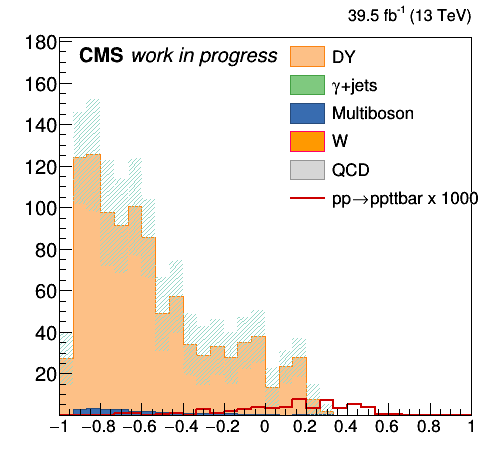 39.5 fb⁻¹ (13 TeV)
CMS work in progress
DY
γ+jets
Multiboson
W
QCD
pp→ppttbar x 1000
180
160
140
120
100
80
60
40
20
−1 −0.8 −0.6 −0.4 −0.2 0 0.2 0.4 0.6 0.8 1